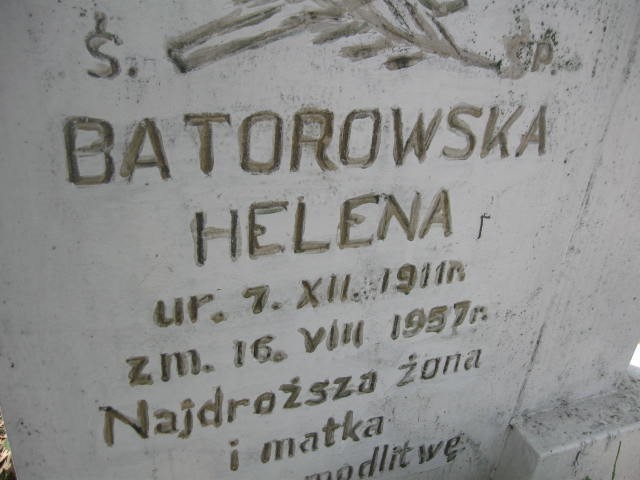 Ś. Ś.P.
BATOROWSKA
HELENA
ur. 7. XII. 1911r.
zm. 16. VIII 1957r.
Najdroższa żona
i matka
modlitwę